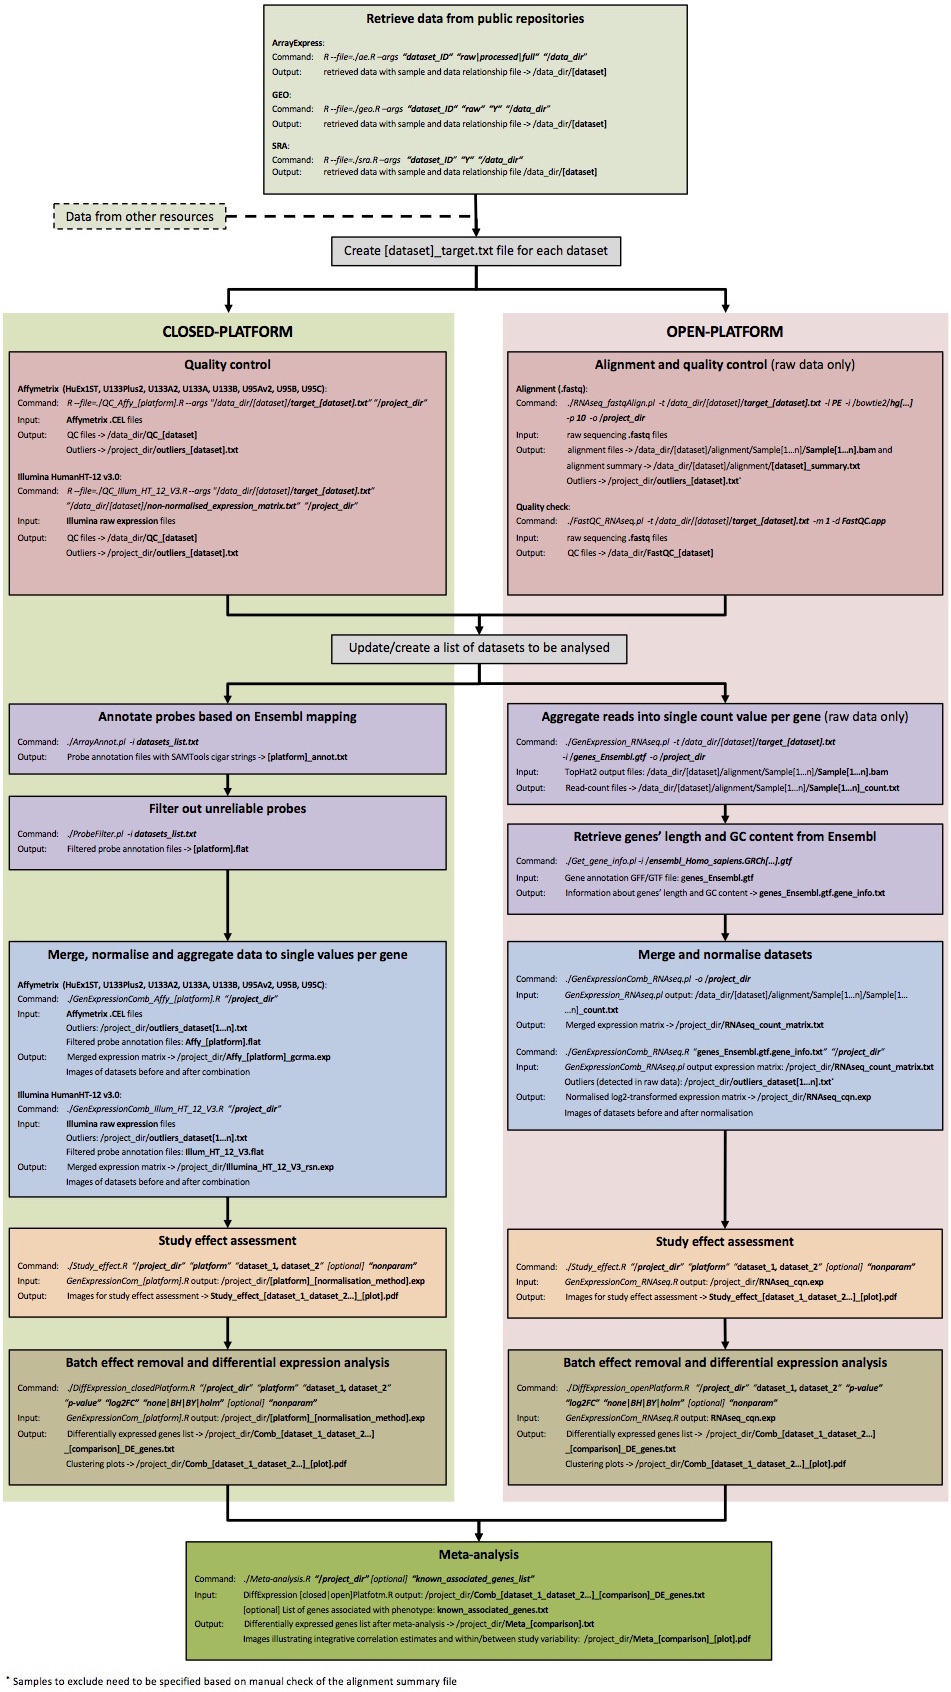 Retrieve data from public repositories
ArrayExpress:
Command: R --file=./ae.R –args "dataset_ID" "raw|processed|full" "/data_dir"
Output: retrieved data with sample and data relationship file -> /data_dir/[dataset]
GEO:
Command: R --file=./geo.R –args "dataset_ID" "raw" "Y" "/data_dir"
Output: retrieved data with sample and data relationship file -> /data_dir/[dataset]
SRA:
Command: R --file=./sra.R –args "dataset_ID" "Y" "/data_dir"
Output: retrieved data with sample and data relationship file /data_dir/[dataset]
Data from other resources
Create [dataset]_target.txt file for each dataset
CLOSED-PLATFORM
Quality control
Affymetrix (HuEx1ST, U133Plus2, U133A2, U133A, U133B, U95Av2, U95B, U95C):
Command: R --file=./QC_Affy_[platform].R --args "/data_dir/[dataset]/target_[dataset].txt" "/project_dir"
Input: Affymetrix .CEL files
Output: QC files -> /data_dir/QC_[dataset]
Outliers -> /project_dir/outliers_[dataset].txt
Illumina HumanHT-12 v3.0:
Command: R --file=./QC_Illum_HT_12_V3.R --args "/data_dir/[dataset]/target_[dataset].txt"
"/data_dir/[dataset]/non-normalised_expression_matrix.txt" "/project_dir"
Input: Illumina raw expression files
Output: QC files -> /data_dir/QC_[dataset]
Outliers -> /project_dir/outliers_[dataset].txt
OPEN-PLATFORM
Alignment and quality control (raw data only)
Alignment (.fastq):
Command: ./RNAseq_fastqAlign.pl -t /data_dir/[dataset]/target_[dataset].txt -l PE -i /bowtie2/hg[...]
-p 10 -o /project_dir
Input: raw sequencing .fastq files
Output: alignment files -> /data_dir/[dataset]/alignment/Sample[1...n]/Sample[1...n].bam and
alignment summary -> /data_dir/[dataset]/alignment/[dataset]_summary.txt
Outliers -> /project_dir/outliers_[dataset].txt*
Quality check:
Command: ./FastQC_RNAseq.pl -t /data_dir/[dataset]/target_[dataset].txt -m 1 -d FastQC.app
Input: raw sequencing .fastq files
Output: QC files -> /data_dir/FastQC_[dataset]
Update/create a list of datasets to be analysed
Annotate probes based on Ensembl mapping
Command: ./ArrayAnnot.pl -i datasets_list.txt
Output: Probe annotation files with SAMTools cigar strings -> [platform]_annot.txt
Filter out unreliable probes
Command: ./ProbeFilter.pl -i datasets_list.txt
Output: Filtered probe annotation files -> [platform].flat
Aggregate reads into single count value per gene (raw data only)
Command: ./GenExpression_RNAseq.pl -t /data_dir/[dataset]/target_[dataset].txt
-i /genes_Ensembl.gtf -o /project_dir
Input: TopHat2 output files: /data_dir/[dataset]/alignment/Sample[1...n]/Sample[1...n].bam
Output: Read-count files -> /data_dir/[dataset]/alignment/Sample[1...n]/Sample[1...n]_count.txt
Retrieve genes' length and GC content from Ensembl
Command: ./Get_gene_info.pl -i /ensembl_Homo_sapiens.GRCh[...].gtf
Input: Gene annotation GFF/GTF file: genes_Ensembl.gtf
Output: Information about genes' length and GC content -> genes_Ensembl.gtf.gene_info.txt
Merge, normalise and aggregate data to single values per gene
Affymetrix (HuEx1ST, U133Plus2, U133A2, U133A, U133B, U95Av2, U95B, U95C):
Command: ./GenExpressionComb_Affy_[platform].R "/project_dir"
Input: Affymetrix .CEL files
Outliers: /project_dir/outliers_dataset[1...n].txt
Filtered probe annotation files: Affy_[platform].flat
Output: Merged expression matrix -> /project_dir/Affy_[platform]_gcrma.exp
Images of datasets before and after combination
Illumina HumanHT-12 v3.0:
Command: ./GenExpressionComb_Illum_HT_12_V3.R "/project_dir"
Input: Illumina raw expression files
Outliers: /project_dir/outliers_dataset[1...n].txt
Filtered probe annotation files: Illum_HT_12_V3.flat
Output: Merged expression matrix -> /project_dir/Illumina_HT_12_V3_rsn.exp
Images of datasets before and after combination
Merge and normalise datasets
Command: ./GenExpressionComb_RNAseq.pl -o /project_dir
Input: GenExpression_RNAseq.pl output: /data_dir/[dataset]/alignment/Sample[1...n]/Sample[1...
...n]_count.txt
Output: Merged expression matrix -> /project_dir/RNAseq_count_matrix.txt
Command: ./GenExpressionComb_RNAseq.R "genes_Ensembl.gtf.gene_info.txt" "/project_dir"
Input: GenExpressionComb_RNAseq.pl output expression matrix: /project_dir/RNAseq_count_matrix.txt
Outliers (detected in raw data): /project_dir/outliers_dataset[1...n].txt*
Output: Normalised log2-transformed expression matrix -> /project_dir/RNAseq_cqn.exp
Images of datasets before and after normalisation
Study effect assessment
Command: ./Study_effect.R "/project_dir" "platform" "dataset_1, dataset_2" [optional] "nonparam"
Input: GenExpressionCom_[platform].R output: /project_dir/[platform]_[normalisation_method].exp
Output: Images for study effect assessment -> Study_effect_[dataset_1_dataset_2...]_[plot].pdf
Study effect assessment
Command: ./Study_effect.R "/project_dir" "platform" "dataset_1, dataset_2" [optional] "nonparam"
Input: GenExpressionCom_RNAseq.R output: /project_dir/RNAseq_cqn.exp
Output: Images for study effect assessment -> Study_effect_[dataset_1_dataset_2...]_[plot].pdf
Batch effect removal and differential expression analysis
Command: ./DiffExpression_closedPlatform.R "/project_dir" "platform" "dataset_1, dataset_2"
"p-value" "log2FC" "none|BH|BY|holm" [optional] "nonparam"
Input: GenExpressionCom_[platform].R output: /project_dir/[platform]_[normalisation_method].exp
Output: Differentially expressed genes list -> /project_dir/Comb_[dataset_1_dataset_2...]
_[comparison]_DE_genes.txt
Clustering plots -> /project_dir/Comb_[dataset_1_dataset_2...]_[plot].pdf
Batch effect removal and differential expression analysis
Command: ./DiffExpression_openPlatform.R "/project_dir" "dataset_1, dataset_2" "p-value"
"log2FC" "none|BH|BY|holm" [optional] "nonparam"
Input: GenExpressionCom_RNAseq.R output: RNAseq_cqn.exp
Output: Differentially expressed genes list -> /project_dir/Comb_[dataset_1_dataset_2...]
_[comparison]_DE_genes.txt
Clustering plots -> /project_dir/Comb_[dataset_1_dataset_2...]_[plot].pdf
Meta-analysis
Command: ./Meta-analysis.R "/project_dir" [optional] "known_associated_genes_list"
Input: DiffExpression [closed|open]Platfotm.R output: /project_dir/Comb_[dataset_1_dataset_2...]_[comparison]_DE_genes.txt
[optional] List of genes associated with phenotype: known_associated_genes.txt
Output: Differentially expressed genes list after meta-analysis -> /project_dir/Meta_[comparison].txt
Images illustrating integrative correlation estimates and within/between study variability: /project_dir/Meta_[comparison]_[plot].pdf
* Samples to exclude need to be specified based on manual check of the alignment summary file